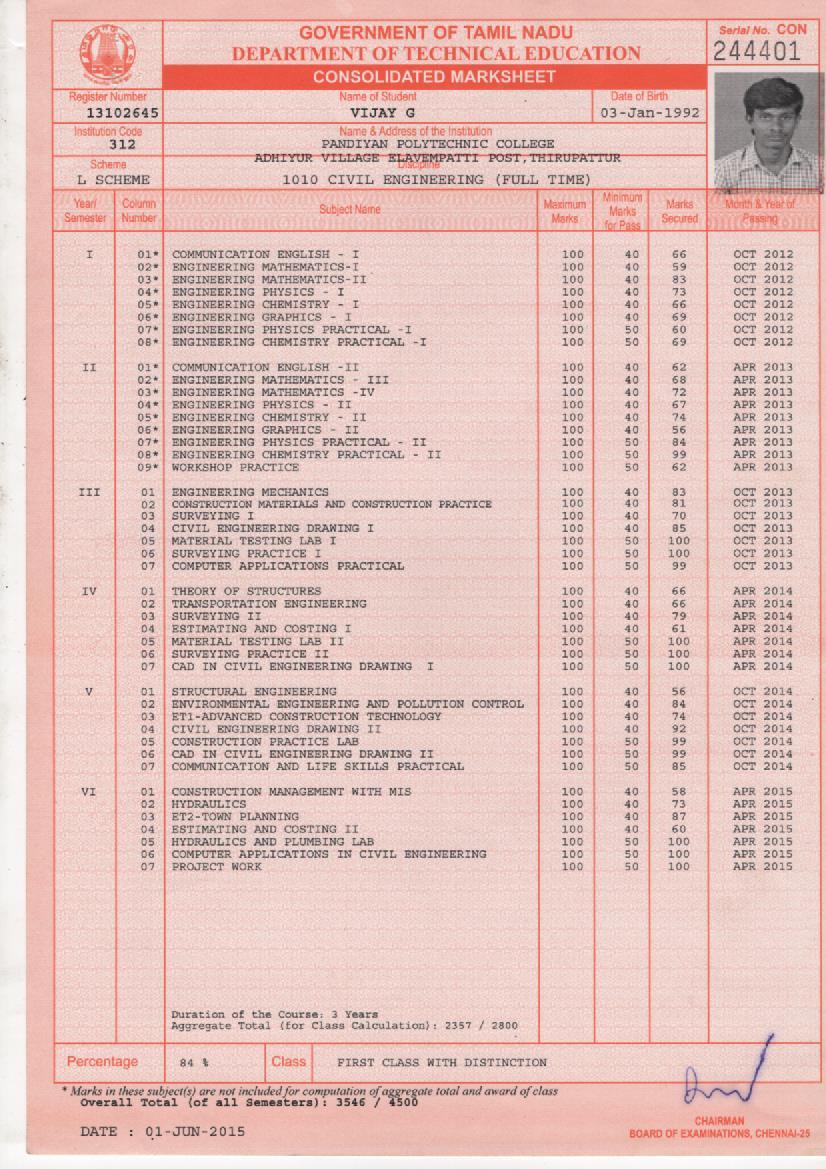 GOVERNMENT OF TAMIL NADU
DEPARTMENT OF TECHNICAL EDUCATION
CONSOLIDATED MARKSHEET
Serial No. CON
244401
Register Number Name of Student Date of Birth
13102645 VIJAY G 03-Jan-1992
Institution Code Name & Address of the Institution
312 PANDIYAN POLYTECHNIC COLLEGE
ADHIYUR VILLAGE ELAVEMPATTI POST,THIRUPATTUR
Scheme Discipline
L SCHEME 1010 CIVIL ENGINEERING (FULL TIME)
Year/ Semester Column Number Subject Name Maximum Marks Minimum Marks for Pass Marks Secured Month & Year of Passing
I 01* COMMUNICATION ENGLISH - I 100 40 66 OCT 2012
02* ENGINEERING MATHEMATICS-I 100 40 59 OCT 2012
03* ENGINEERING MATHEMATICS-II 100 40 83 OCT 2012
04* ENGINEERING PHYSICS - I 100 40 73 OCT 2012
05* ENGINEERING CHEMISTRY - I 100 40 66 OCT 2012
06* ENGINEERING GRAPHICS - I 100 40 69 OCT 2012
07* ENGINEERING PHYSICS PRACTICAL -I 100 50 60 OCT 2012
08* ENGINEERING CHEMISTRY PRACTICAL -I 100 50 69 OCT 2012
II 01* COMMUNICATION ENGLISH -II 100 40 62 APR 2013
02* ENGINEERING MATHEMATICS - III 100 40 68 APR 2013
03* ENGINEERING MATHEMATICS -IV 100 40 72 APR 2013
04* ENGINEERING PHYSICS - II 100 40 67 APR 2013
05* ENGINEERING CHEMISTRY - II 100 40 74 APR 2013
06* ENGINEERING GRAPHICS - II 100 40 56 APR 2013
07* ENGINEERING PHYSICS PRACTICAL - II 100 50 84 APR 2013
08* ENGINEERING CHEMISTRY PRACTICAL - II 100 50 99 APR 2013
09* WORKSHOP PRACTICE 100 50 62 APR 2013
III 01 ENGINEERING MECHANICS 100 40 83 OCT 2013
02 CONSTRUCTION MATERIALS AND CONSTRUCTION PRACTICE 100 40 81 OCT 2013
03 SURVEYING I 100 40 70 OCT 2013
04 CIVIL ENGINEERING DRAWING I 100 40 85 OCT 2013
05 MATERIAL TESTING LAB I 100 50 100 OCT 2013
06 SURVEYING PRACTICE I 100 50 100 OCT 2013
07 COMPUTER APPLICATIONS PRACTICAL 100 50 99 OCT 2013
IV 01 THEORY OF STRUCTURES 100 40 66 APR 2014
02 TRANSPORTATION ENGINEERING 100 40 66 APR 2014
03 SURVEYING II 100 40 79 APR 2014
04 ESTIMATING AND COSTING I 100 40 61 APR 2014
05 MATERIAL TESTING LAB II 100 50 100 APR 2014
06 SURVEYING PRACTICE II 100 50 100 APR 2014
07 CAD IN CIVIL ENGINEERING DRAWING I 100 50 100 APR 2014
V 01 STRUCTURAL ENGINEERING 100 40 56 OCT 2014
02 ENVIRONMENTAL ENGINEERING AND POLLUTION CONTROL 100 40 84 OCT 2014
03 ET1-ADVANCED CONSTRUCTION TECHNOLOGY 100 40 74 OCT 2014
04 CIVIL ENGINEERING DRAWING II 100 40 92 OCT 2014
05 CONSTRUCTION PRACTICE LAB 100 50 99 OCT 2014
06 CAD IN CIVIL ENGINEERING DRAWING II 100 50 99 OCT 2014
07 COMMUNICATION AND LIFE SKILLS PRACTICAL 100 50 85 OCT 2014
VI 01 CONSTRUCTION MANAGEMENT WITH MIS 100 40 58 APR 2015
02 HYDRAULICS 100 40 73 APR 2015
03 ET2-TOWN PLANNING 100 40 87 APR 2015
04 ESTIMATING AND COSTING II 100 40 60 APR 2015
05 HYDRAULICS AND PLUMBING LAB 100 50 100 APR 2015
06 COMPUTER APPLICATIONS IN CIVIL ENGINEERING 100 50 100 APR 2015
07 PROJECT WORK 100 50 100 APR 2015
Duration of the Course: 3 Years
Aggregate Total (for Class Calculation): 2357 / 2800
Percentage 84 % Class FIRST CLASS WITH DISTINCTION
* Marks in these subject(s) are not included for computation of aggregate total and award of class
Overall Total (of all Semesters): 3546 / 4500
DATE : 01-JUN-2015
CHAIRMAN
BOARD OF EXAMINATIONS, CHENNAI-25